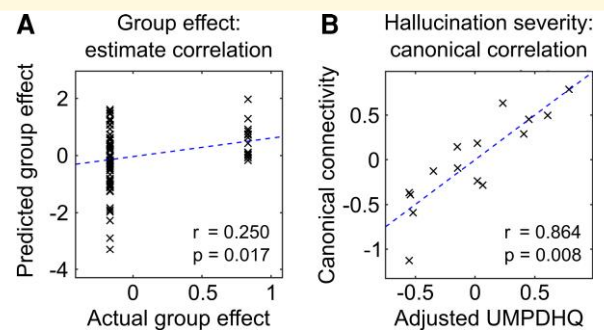 A
Group effect:
estimate correlation
Predicted group effect
2
0
-2
-4
r = 0.250
p = 0.017
0
0.5
1
Actual group effect
B
Hallucination severity:
canonical correlation
Canonical connectivity
0.5
0
-0.5
-1
r = 0.864
p = 0.008
-0.5
0
0.5
Adjusted UMPDHQ